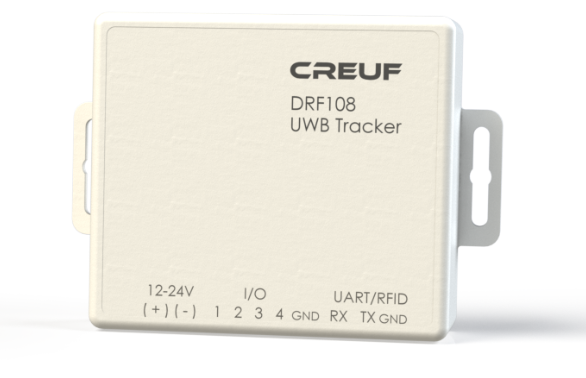 CREUF
DRF108
UWB Tracker
12-24V I/O UART/RFID
(+)(-) 1 2 3 4 GND RX TX GND